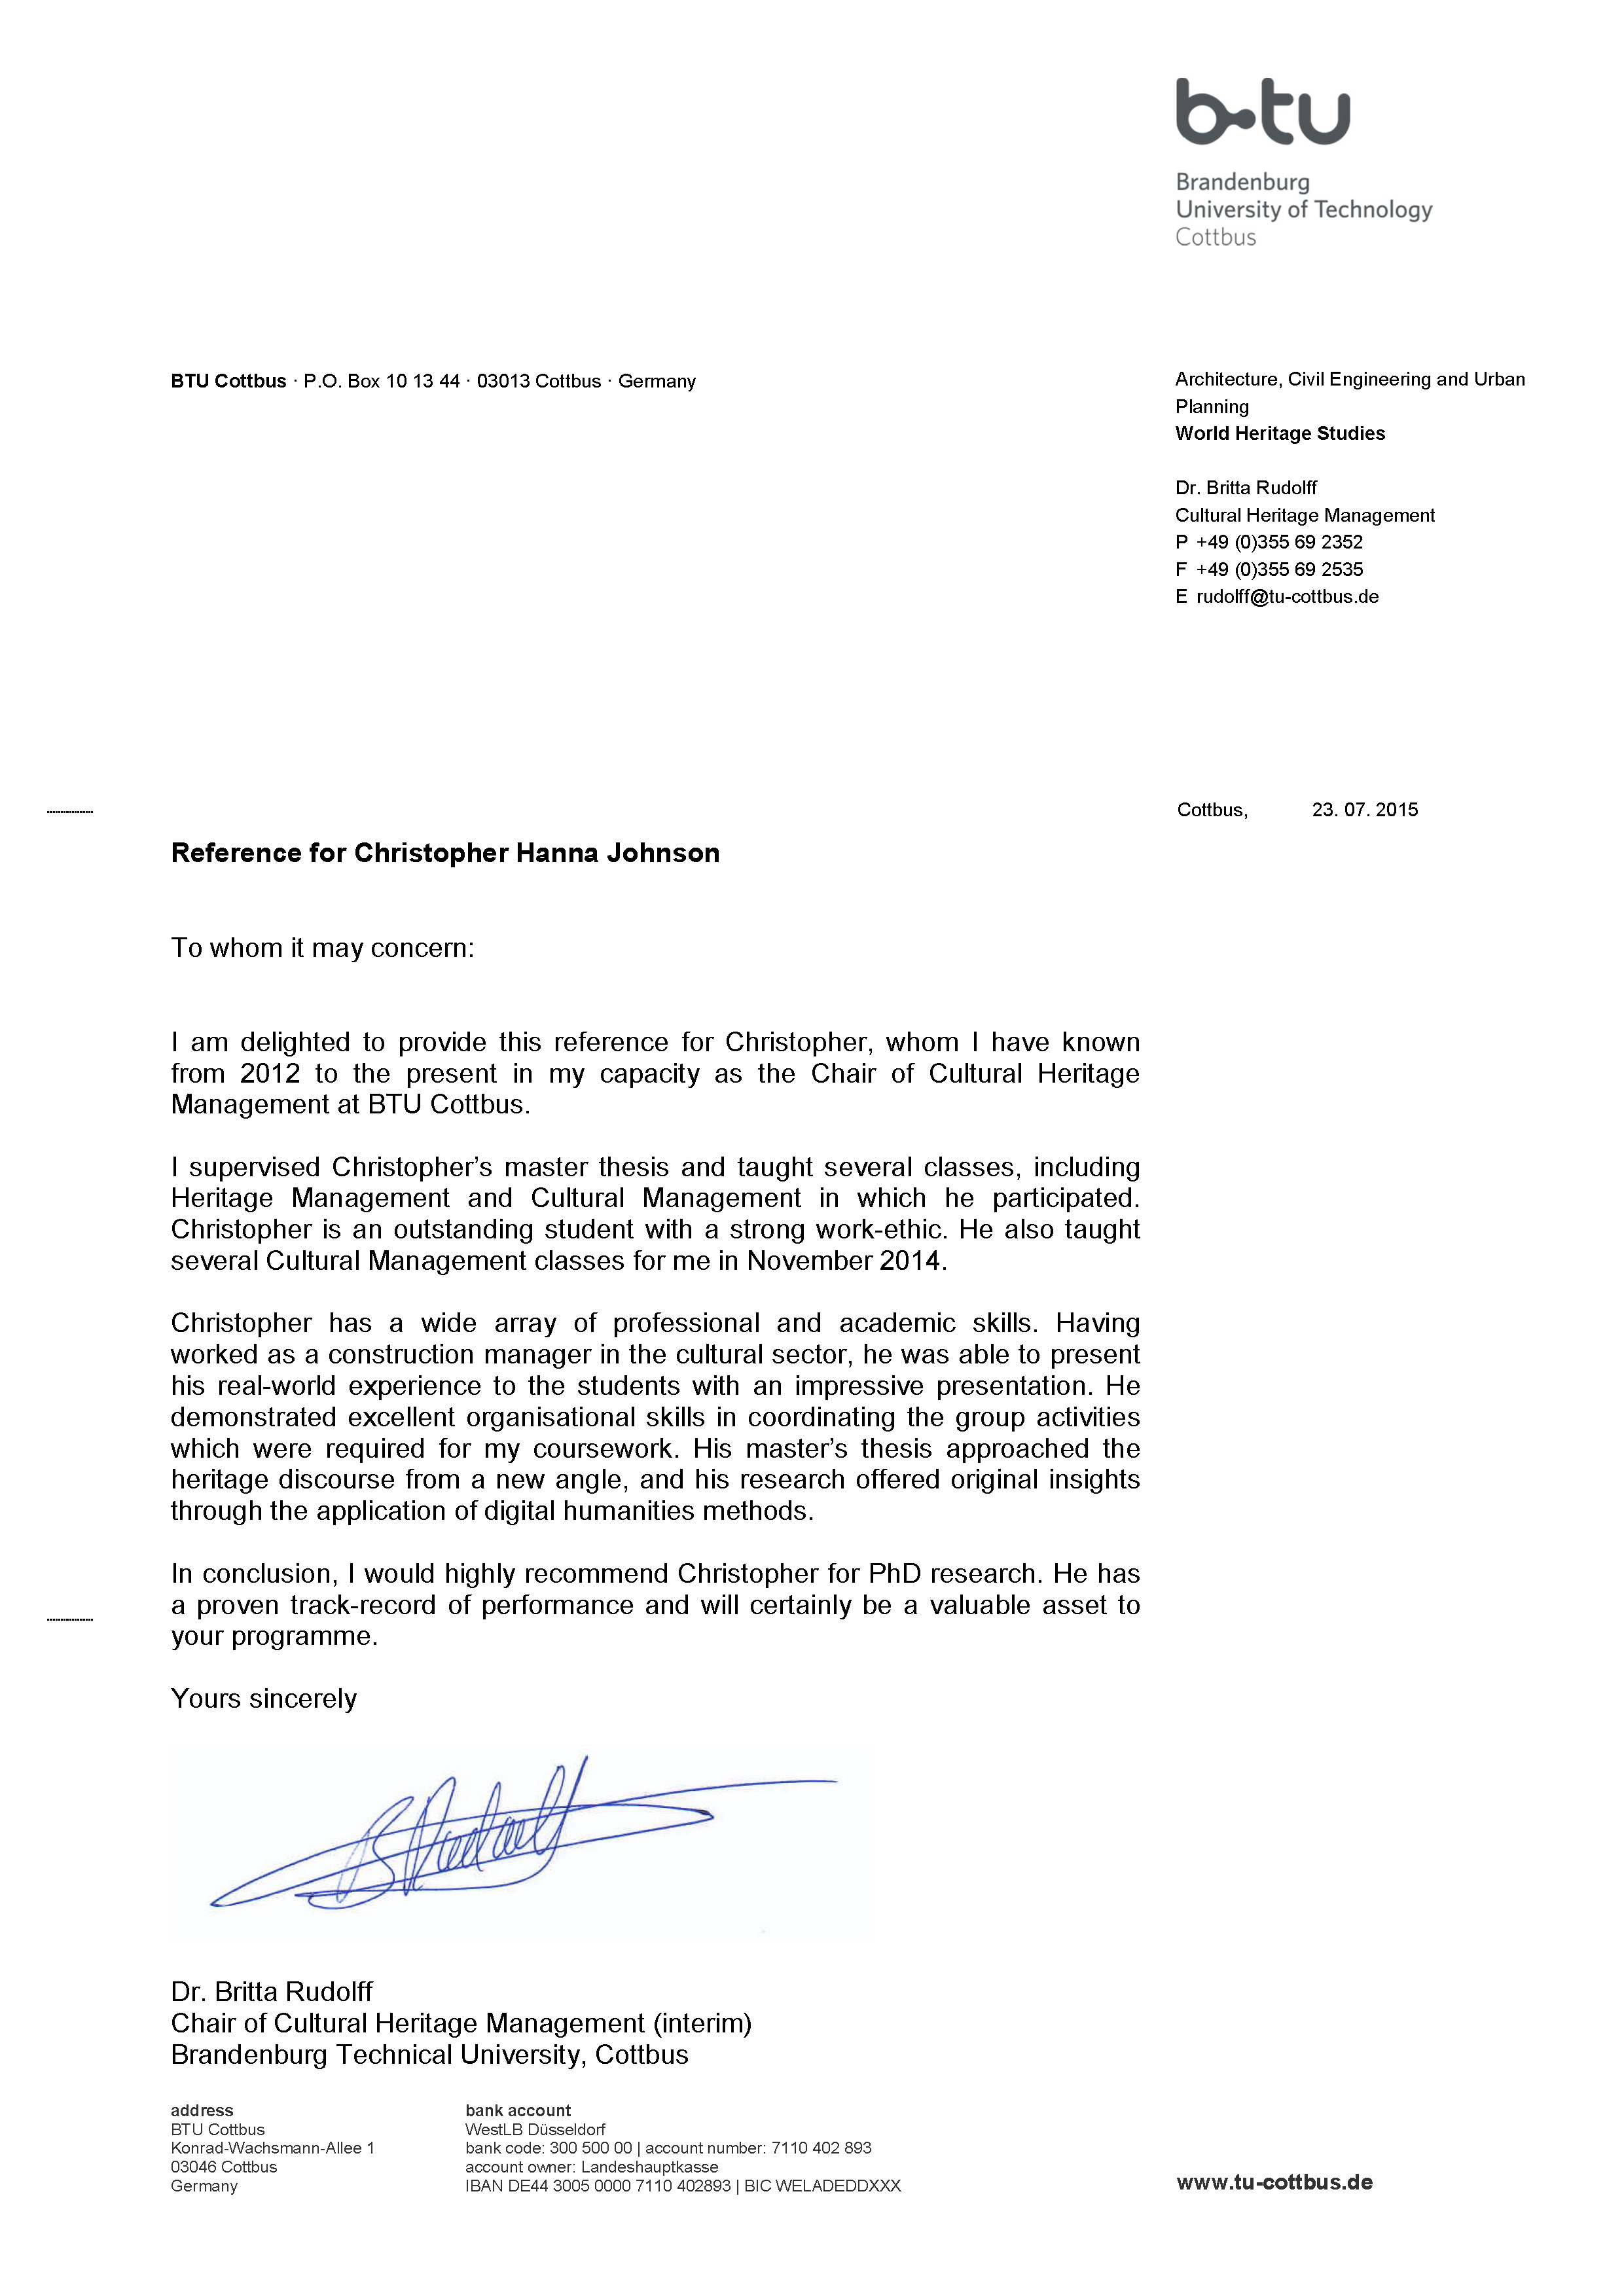 b-tu
Brandenburg
University of Technology
Cottbus
BTU Cottbus · P.O. Box 10 13 44 · 03013 Cottbus · Germany
Architecture, Civil Engineering and Urban
Planning
World Heritage Studies
Dr. Britta Rudolff
Cultural Heritage Management
P +49 (0)355 69 2352
F +49 (0)355 69 2535
E rudolff@tu-cottbus.de
Cottbus, 23. 07. 2015
Reference for Christopher Hanna Johnson
To whom it may concern:
I am delighted to provide this reference for Christopher, whom I have known
from 2012 to the present in my capacity as the Chair of Cultural Heritage
Management at BTU Cottbus.
I supervised Christopher’s master thesis and taught several classes, including
Heritage Management and Cultural Management in which he participated.
Christopher is an outstanding student with a strong work-ethic. He also taught
several Cultural Management classes for me in November 2014.
Christopher has a wide array of professional and academic skills. Having
worked as a construction manager in the cultural sector, he was able to present
his real-world experience to the students with an impressive presentation. He
demonstrated excellent organisational skills in coordinating the group activities
which were required for my coursework. His master’s thesis approached the
heritage discourse from a new angle, and his research offered original insights
through the application of digital humanities methods.
In conclusion, I would highly recommend Christopher for PhD research. He has
a proven track-record of performance and will certainly be a valuable asset to
your programme.
Yours sincerely
Dr. Britta Rudolff
Chair of Cultural Heritage Management (interim)
Brandenburg Technical University, Cottbus
address
BTU Cottbus
Konrad-Wachsmann-Allee 1
03046 Cottbus
Germany
bank account
WestLB Düsseldorf
bank code: 300 500 00 | account number: 7110 402 893
account owner: Landeshauptkasse
IBAN DE44 3005 0000 7110 402893 | BIC WELADEDDXXX
www.tu-cottbus.de